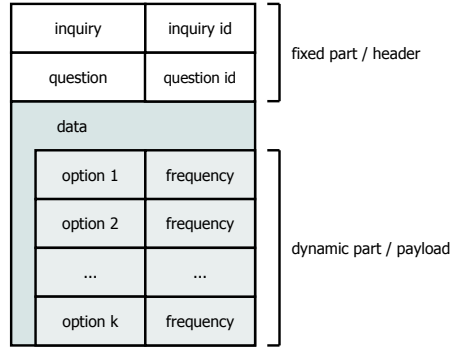 inquiry inquiry id
fixed part / header
question question id
data
option 1 frequency
option 2 frequency
dynamic part / payload
... ...
option k frequency